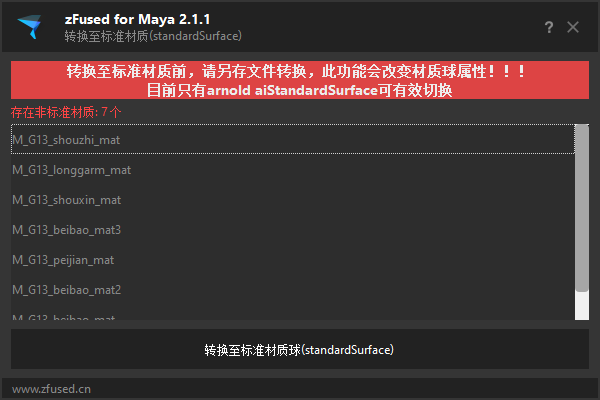 zFused for Maya 2.1.1
转换至标准材质(standardSurface)
?
转换至标准材质前，请另存文件转换，此功能会改变材质球属性！！！
目前只有arnold aiStandardSurface可有效切换
存在非标准材质: 7 个
M_G13_shouzhi_mat
M_G13_longgarm_mat
M_G13_shouxin_mat
M_G13_beibao_mat3
M_G13_peijian_mat
M_G13_beibao_mat2
M_G13_beibao_mat
转换至标准材质球(standardSurface)
www.zfused.cn